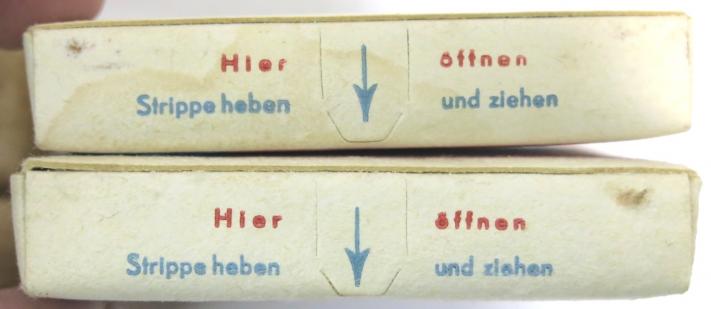 Hier öffnen
Strippe heben und ziehen
Hier öffnen
Strippe heben und ziehen